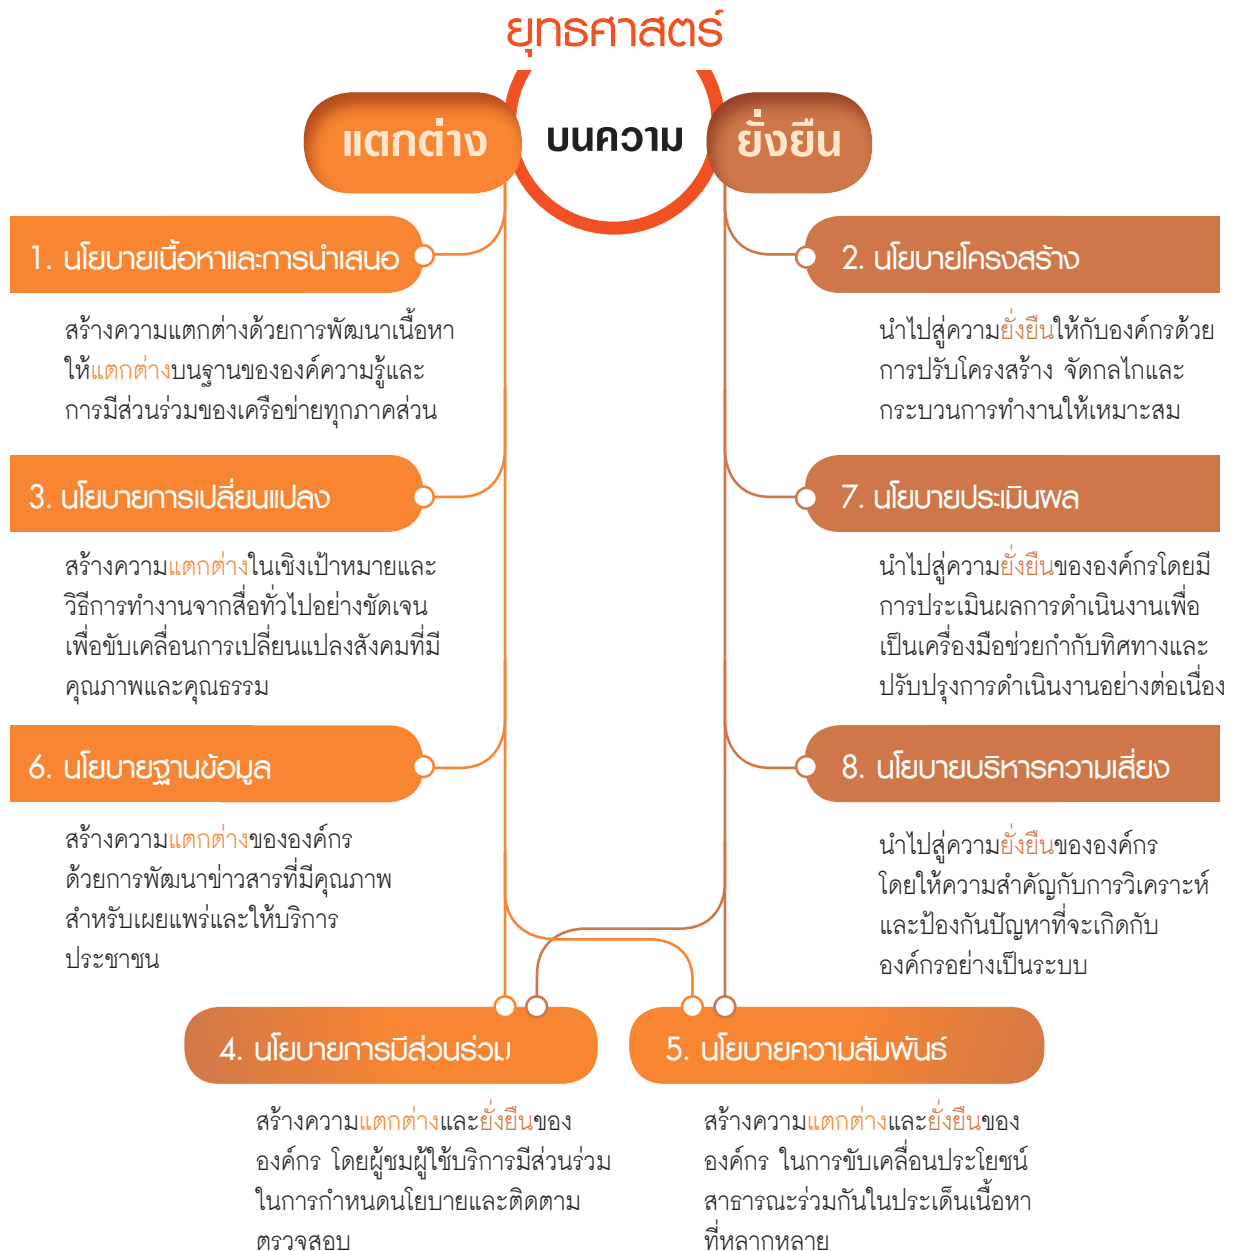 ยุทธศาสตร์
แตกต่าง
บนความ
ยั่งยืน
1. นโยบายเนื้อหาและการนำเสนอ
สร้างความแตกต่างด้วยการพัฒนาเนื้อหา
ให้แตกต่างบนฐานขององค์ความรู้และ
การมีส่วนร่วมของเครือข่ายทุกภาคส่วน
2. นโยบายโครงสร้าง
นำไปสู่ความยั่งยืนให้กับองค์กรด้วย
การปรับโครงสร้าง จัดกลไกและ
กระบวนการทำงานให้เหมาะสม
3. นโยบายการเปลี่ยนแปลง
สร้างความแตกต่างในเชิงเป้าหมายและ
วิธีการทำงานจากสื่อทั่วไปอย่างชัดเจน
เพื่อขับเคลื่อนการเปลี่ยนแปลงสังคมที่มี
คุณภาพและคุณธรรม
7. นโยบายประเมินผล
นำไปสู่ความยั่งยืนขององค์กรโดยมี
การประเมินผลการดำเนินงานเพื่อ
เป็นเครื่องมือช่วยกำกับทิศทางและ
ปรับปรุงการดำเนินงานอย่างต่อเนื่อง
6. นโยบายฐานข้อมูล
สร้างความแตกต่างขององค์กร
ด้วยการพัฒนาข่าวสารที่มีคุณภาพ
สำหรับเผยแพร่และให้บริการ
ประชาชน
8. นโยบายบริหารความเสี่ยง
นำไปสู่ความยั่งยืนขององค์กร
โดยให้ความสำคัญกับการวิเคราะห์
และป้องกันปัญหาที่จะเกิดกับ
องค์กรอย่างเป็นระบบ
4. นโยบายการมีส่วนร่วม
สร้างความแตกต่างและยั่งยืนของ
องค์กร โดยผู้ชมผู้ใช้บริการมีส่วนร่วม
ในการกำหนดนโยบายและติดตาม
ตรวจสอบ
5. นโยบายความสัมพันธ์
สร้างความแตกต่างและยั่งยืนของ
องค์กร ในการขับเคลื่อนประโยชน์
สาธารณะร่วมกันในประเด็นเนื้อหา
ที่หลากหลาย